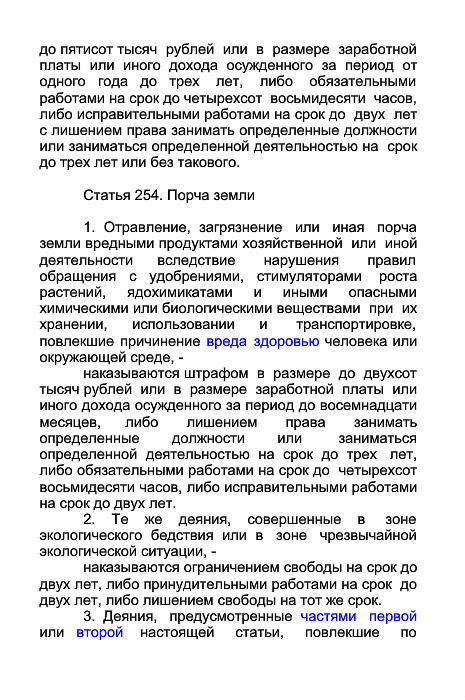 до пятисот тысяч рублей или в размере заработной
платы или иного дохода осужденного за период от
одного года до трех лет, либо обязательными
работами на срок до четырехсот восьмидесяти часов,
либо исправительными работами на срок до двух лет
с лишением права занимать определенные должности
или заниматься определенной деятельностью на срок
до трех лет или без такового.
Статья 254. Порча земли
1. Отравление, загрязнение или иная порча
земли вредными продуктами хозяйственной или иной
деятельности вследствие нарушения правил
обращения с удобрениями, стимуляторами роста
растений, ядохимикатами и иными опасными
химическими или биологическими веществами при их
хранении, использовании и транспортировке,
повлекшие причинение вреда здоровью человека или
окружающей среде, -
наказываются штрафом в размере до двухсот
тысяч рублей или в размере заработной платы или
иного дохода осужденного за период до восемнадцати
месяцев, либо лишением права занимать
определенные должности или заниматься
определенной деятельностью на срок до трех лет,
либо обязательными работами на срок до четырехсот
восьмидесяти часов, либо исправительными работами
на срок до двух лет.
2. Те же деяния, совершенные в зоне
экологического бедствия или в зоне чрезвычайной
экологической ситуации, -
наказываются ограничением свободы на срок до
двух лет, либо принудительными работами на срок до
двух лет, либо лишением свободы на тот же срок.
3. Деяния, предусмотренные частями первой
или второй настоящей статьи, повлекшие по